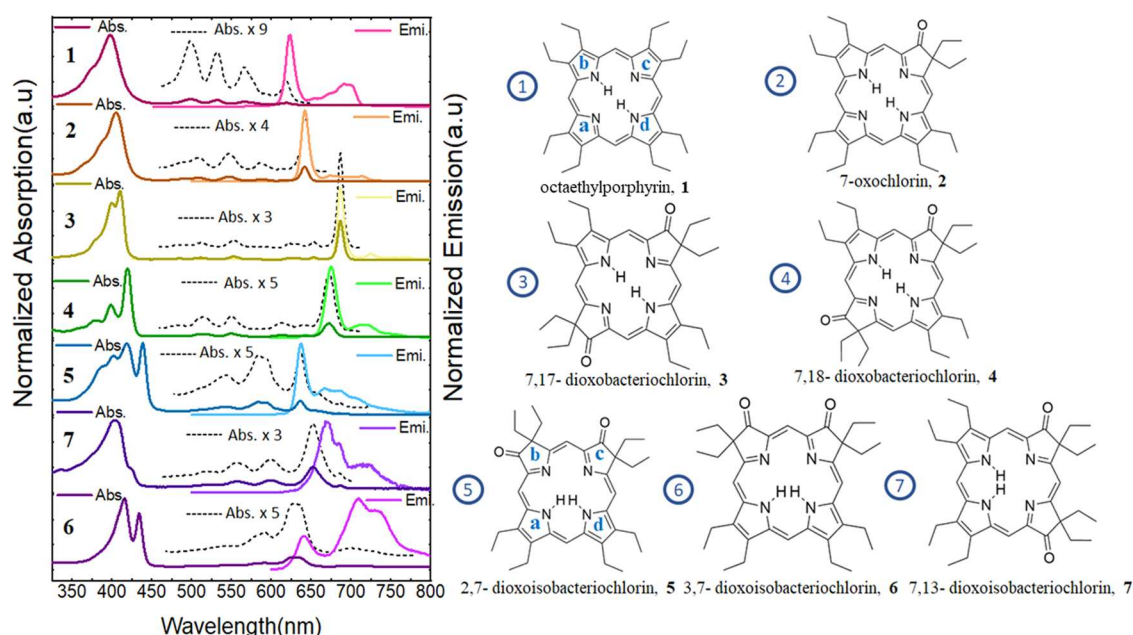 Normalized Absorption(a.u)
1 Abs. Abs. x 9 Emi.
2 Abs. Abs. x 4 Emi.
3 Abs. Abs. x 3 Emi.
4 Abs. Abs. x 5 Emi.
5 Abs. Abs. x 5 Emi.
7 Abs. Abs. x 3 Emi.
6 Abs. Abs. x 5 Emi.
350 400 450 500 550 600 650 700 750 800
Wavelength(nm)
Normalized Emission(a.u)
1
b c
N N
H
H
N N
a d
octaethylporphyrin, 1
2
O
N N
H
H
N N
7-oxochlorin, 2
3
O
N N
H
H
N N
O
7,17- dioxobacteriochlorin, 3
4
O
N N
H
H
N N
O
7,18- dioxobacteriochlorin, 4
5
O
O b c
N N
H H
N N
a d
2,7- dioxoisobacteriochlorin, 5
6
O O
N N
H H
N N
3,7- dioxoisobacteriochlorin, 6
7
O
N N
H
H
N N
O
7,13- dioxoisobacteriochlorin, 7